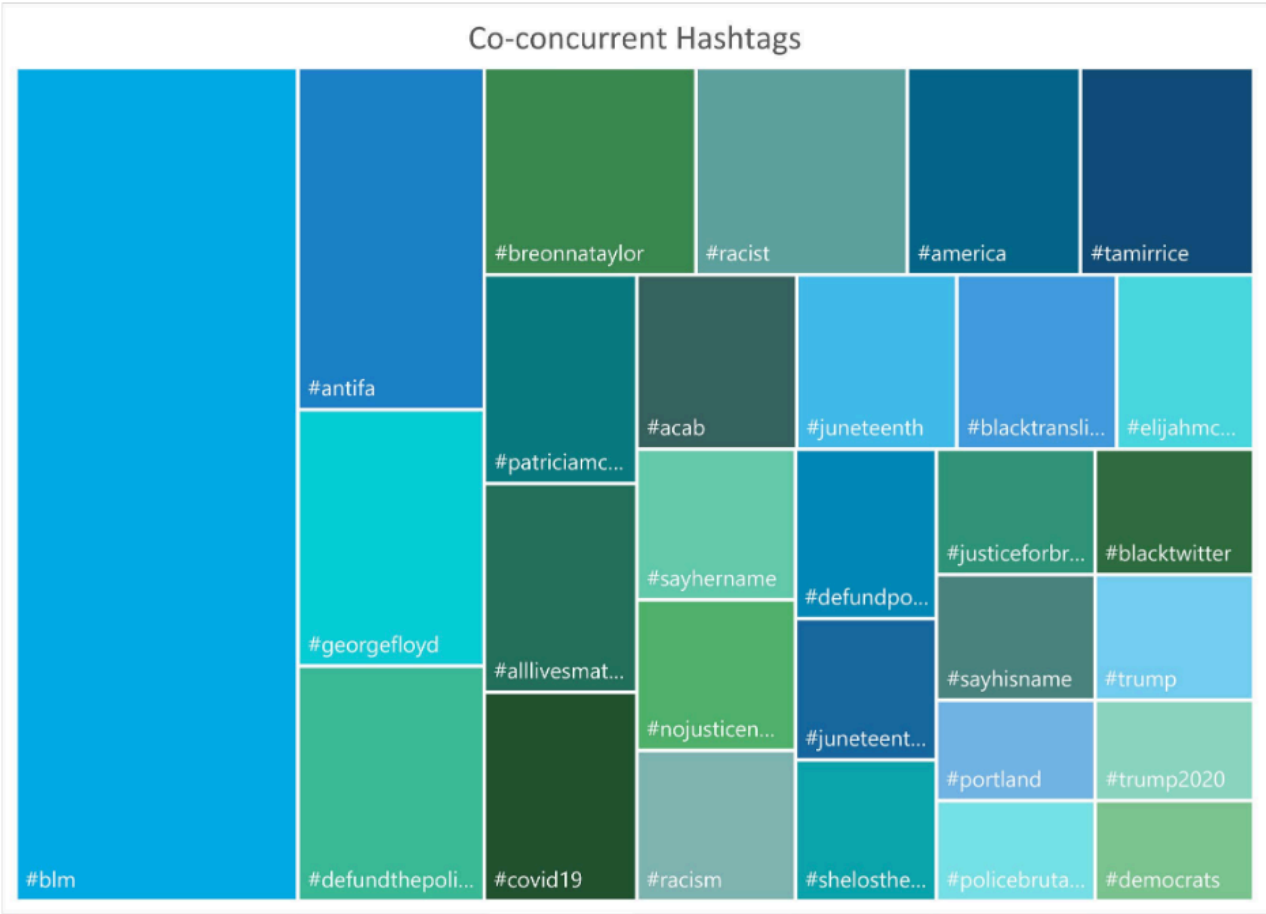 Co-concurrent Hashtags
#blm
#antifa
#georgefloyd
#defundthepoli...
#breonnataylor
#racist
#america
#tamirrice
#patriciamc...
#alllivesmat...
#covid19
#acab
#juneteenth
#blacktransli...
#elijahmc...
#sayhername
#nojusticen...
#racism
#defundpo...
#juneteent...
#shelosthe...
#justiceforbr...
#blacktwitter
#sayhisname
#trump
#portland
#trump2020
#policebruta...
#democrats